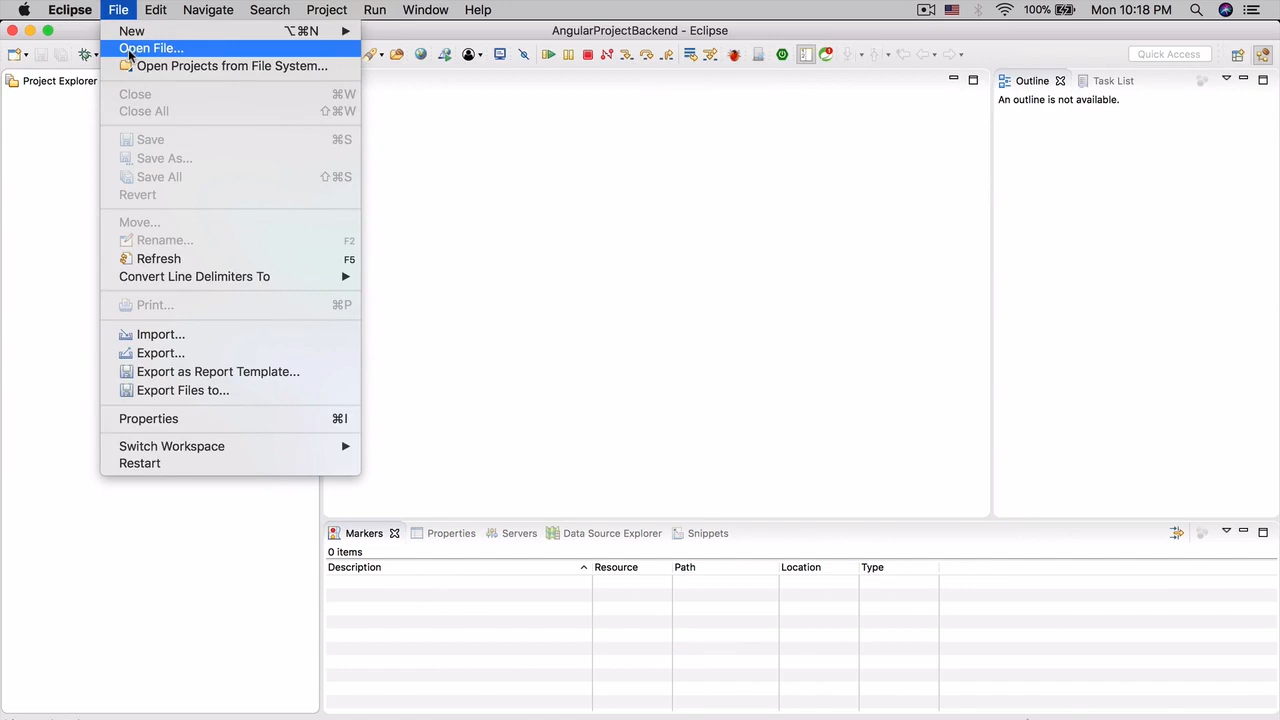 Eclipse File Edit Navigate Search Project Run Window Help 100% Mon 10:18 PM
AngularProjectBackend - Eclipse
Quick Access
New ⌥⌘N
Open File...
Open Projects from File System...
Close ⌘W
Close All ⇧⌘W
Save ⌘S
Save As...
Save All ⇧⌘S
Revert
Move...
Rename... F2
Refresh F5
Convert Line Delimiters To
Print... ⌘P
Import...
Export...
Export as Report Template...
Export Files to...
Properties ⌘I
Switch Workspace
Restart
Project Explorer
Outline Task List
An outline is not available.
Markers Properties Servers Data Source Explorer Snippets
0 items
Description Resource Path Location Type